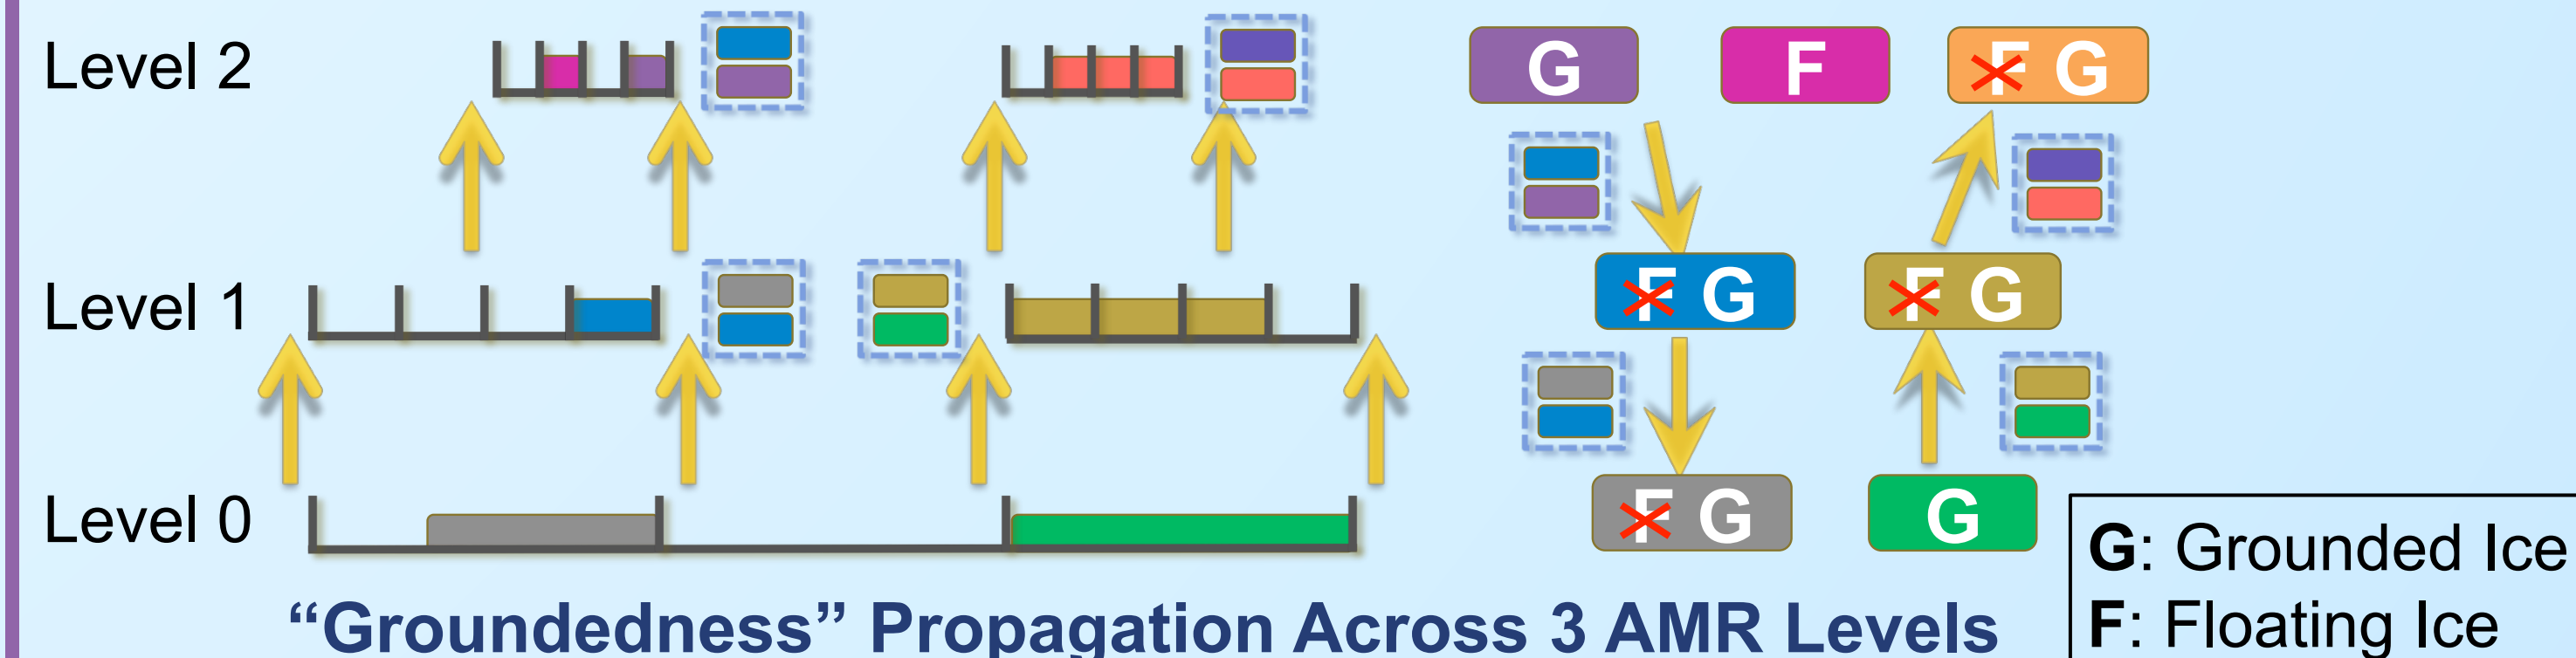 Level 2
G
F
F G
Level 1
F G
F G
Level 0
F G
G
G: Grounded Ice
F: Floating Ice
“Groundedness” Propagation Across 3 AMR Levels